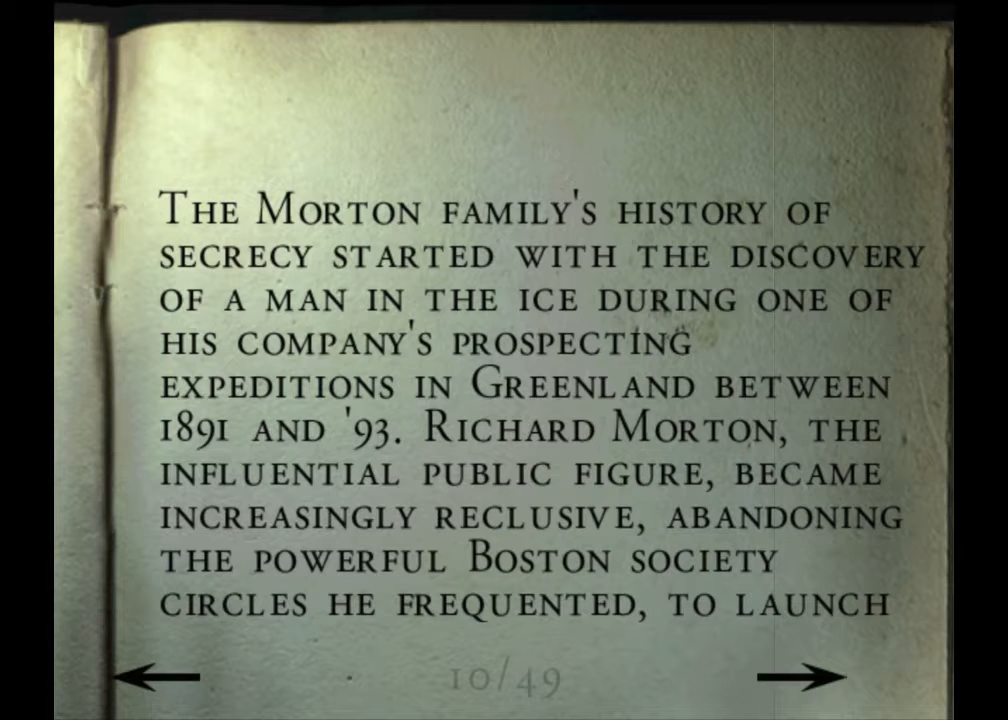 The Morton family's history of
secrecy started with the discovery
of a man in the ice during one of
his company's prospecting
expeditions in Greenland between
1891 and '93. Richard Morton, the
influential public figure, became
increasingly reclusive, abandoning
the powerful Boston society
circles he frequented, to launch
10/49